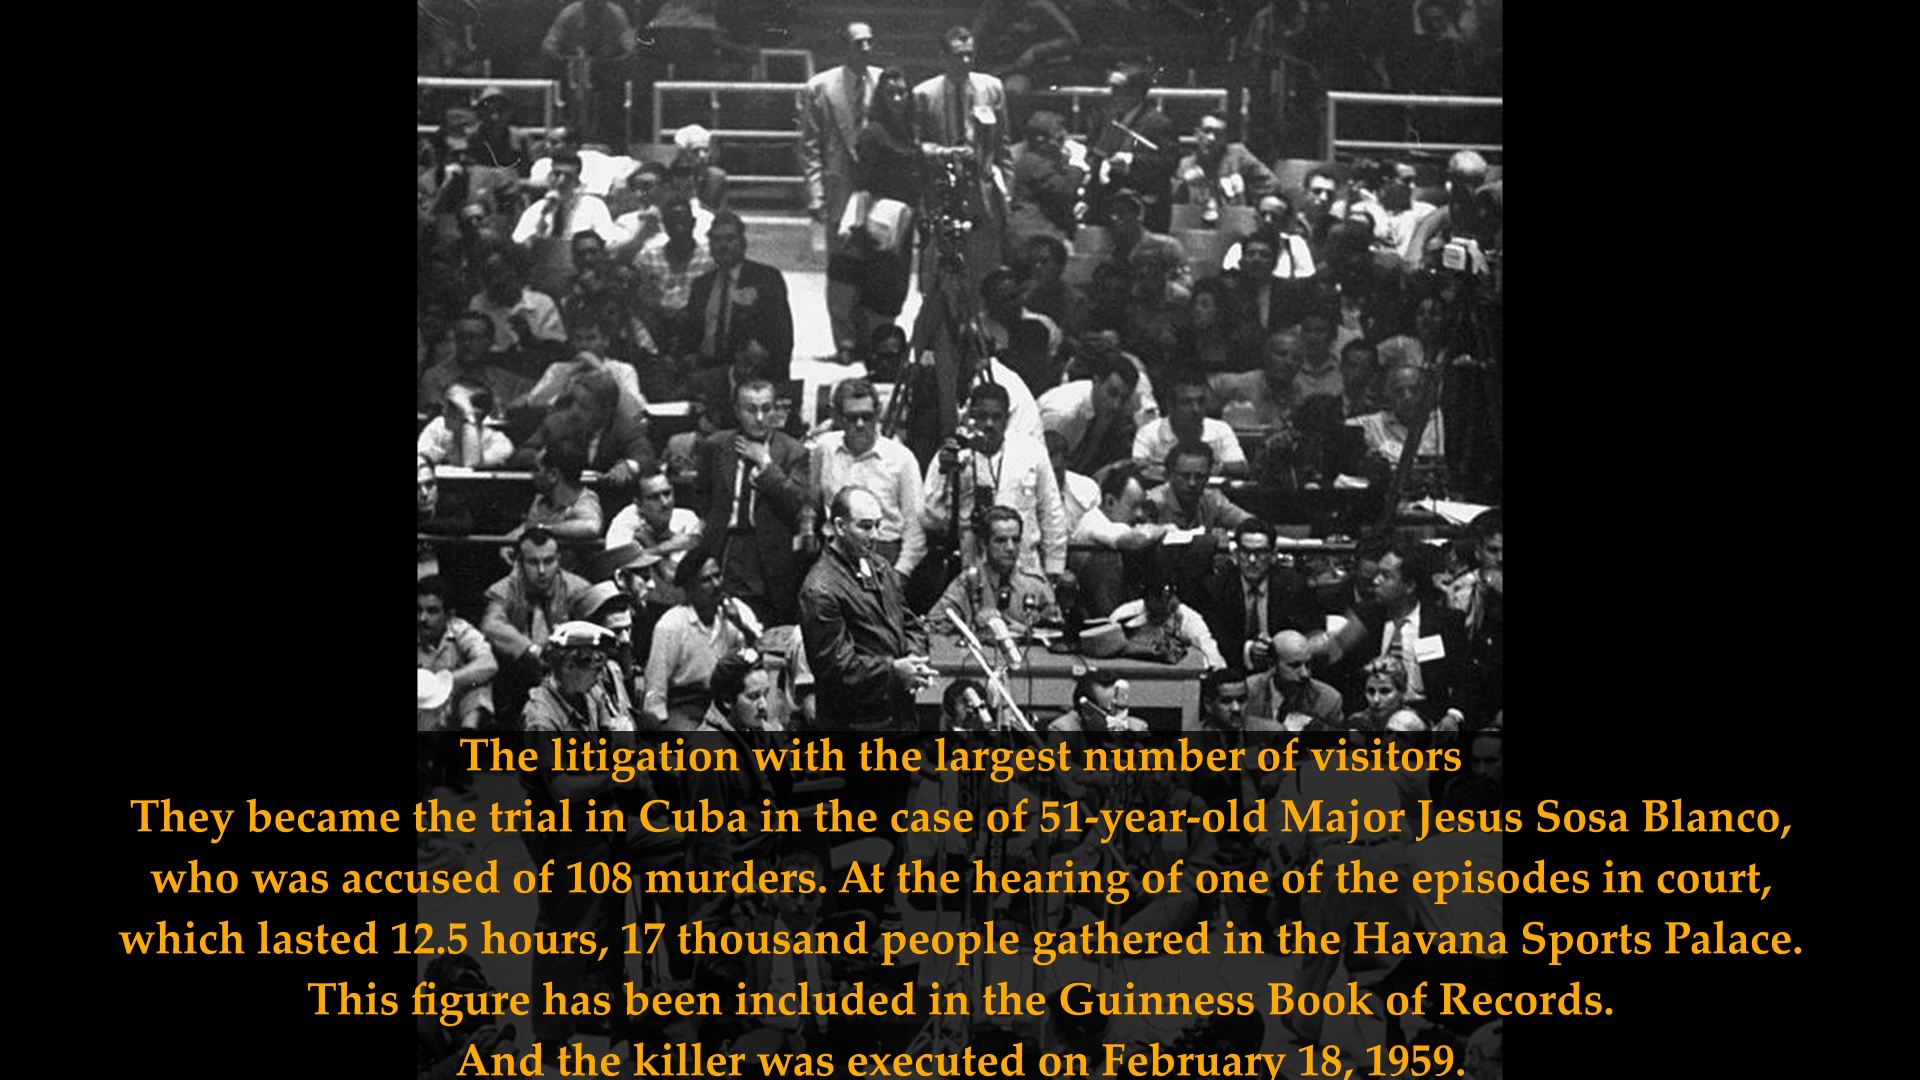 The litigation with the largest number of visitors
They became the trial in Cuba in the case of 51-year-old Major Jesus Sosa Blanco,
who was accused of 108 murders. At the hearing of one of the episodes in court,
which lasted 12.5 hours, 17 thousand people gathered in the Havana Sports Palace.
This figure has been included in the Guinness Book of Records.
And the killer was executed on February 18, 1959.